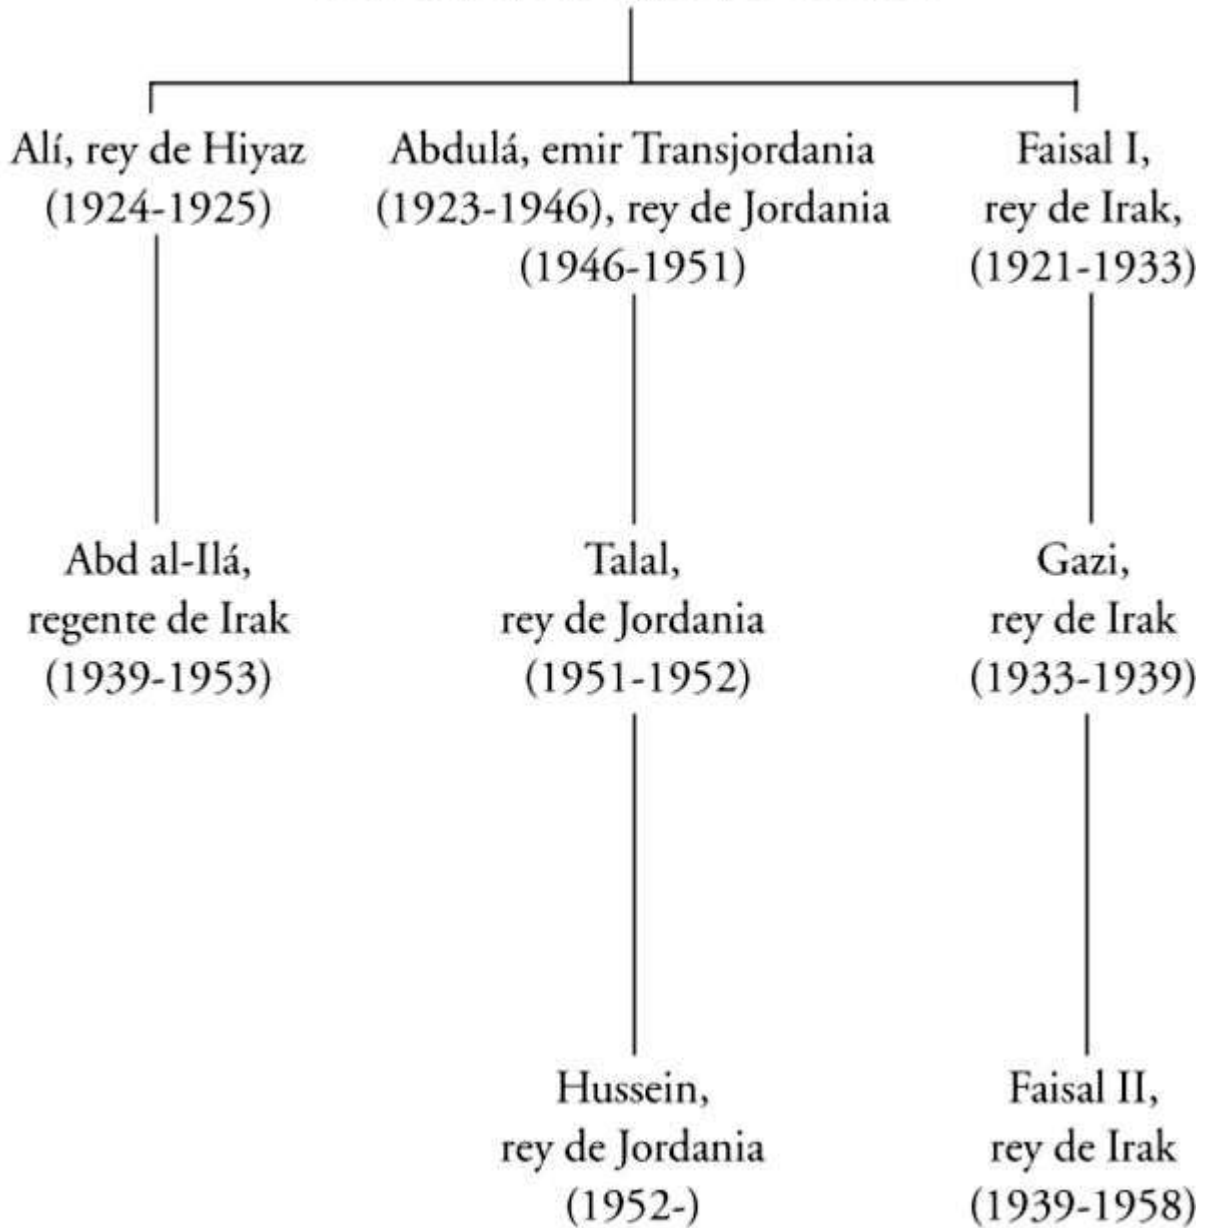 Alí, rey de Hiyaz
(1924-1925)
Abdulá, emir Transjordania
(1923-1946), rey de Jordania
(1946-1951)
Faisal I,
rey de Irak,
(1921-1933)
Abd al-Ilá,
regente de Irak
(1939-1953)
Talal,
rey de Jordania
(1951-1952)
Gazi,
rey de Irak
(1933-1939)
Hussein,
rey de Jordania
(1952-)
Faisal II,
rey de Irak
(1939-1958)